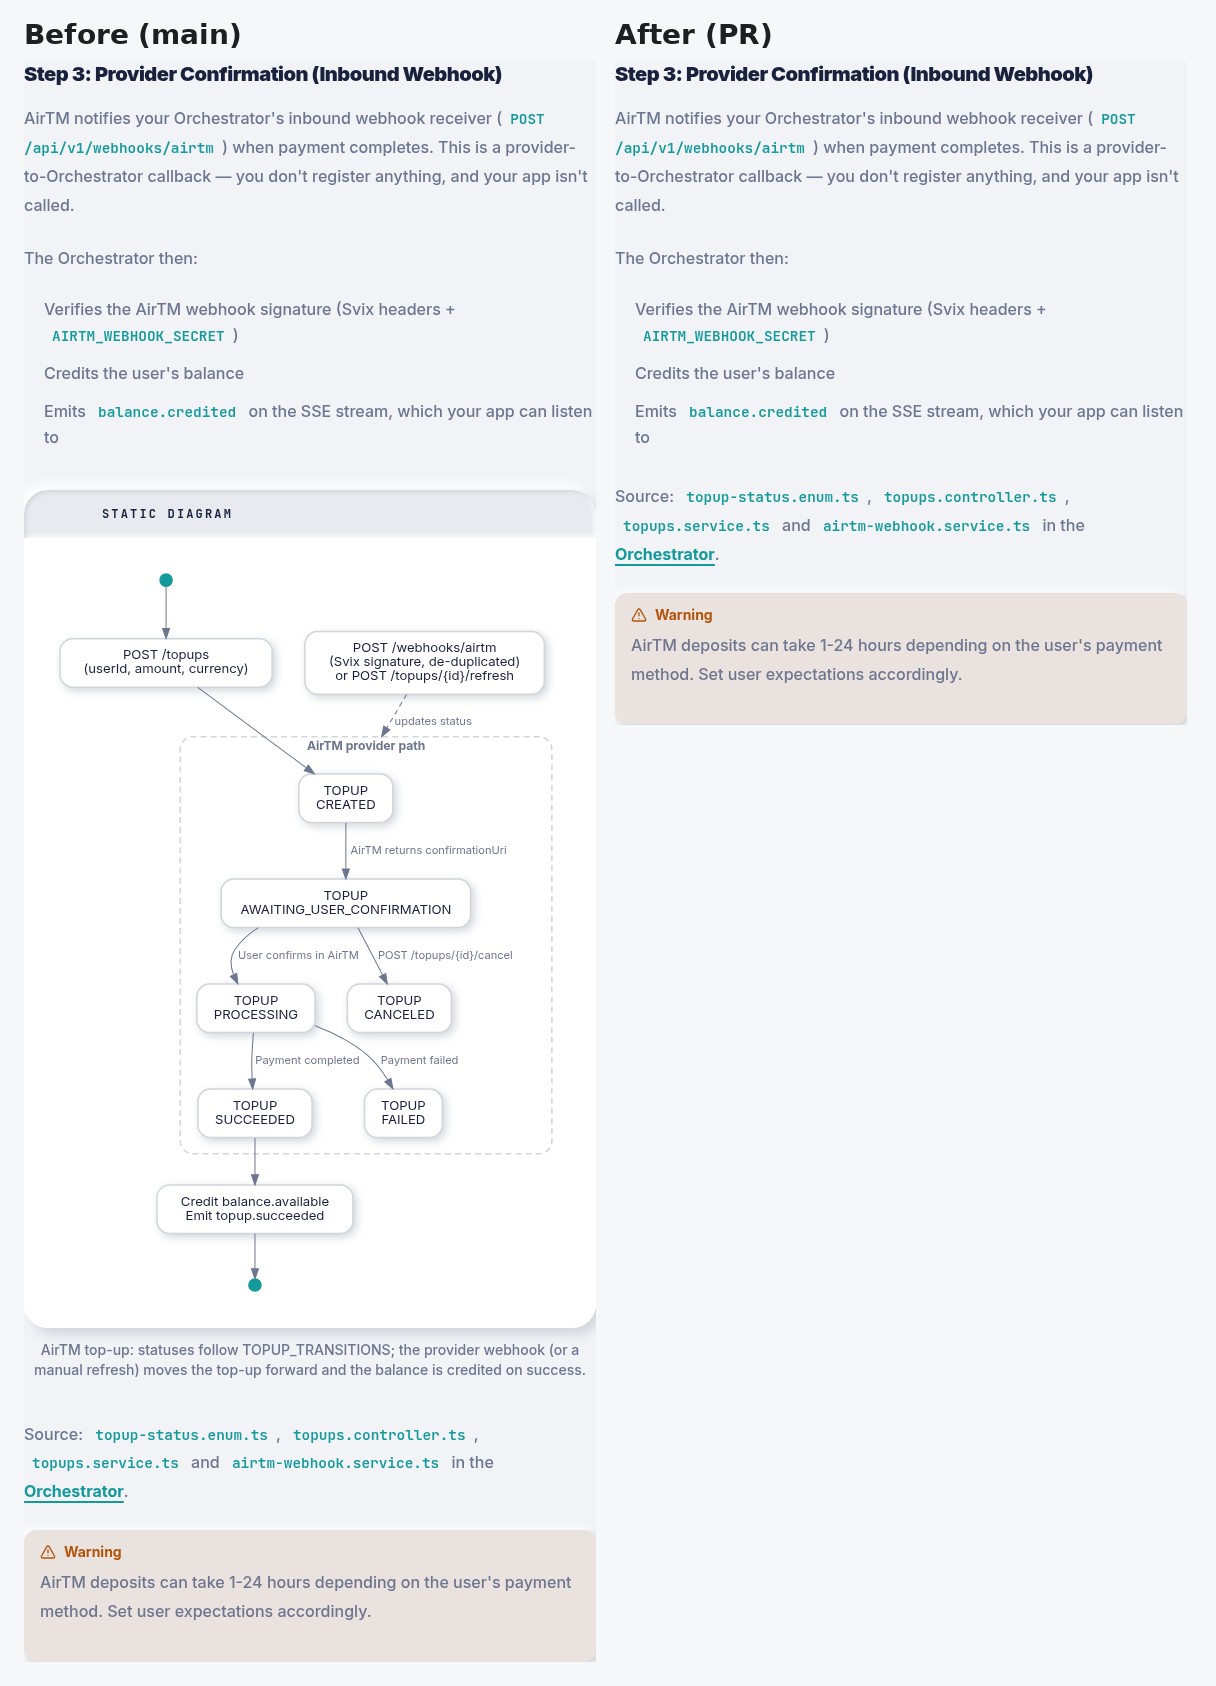 Before (main)
Step 3: Provider Confirmation (Inbound Webhook)
AirTM notifies your Orchestrator's inbound webhook receiver ( POST
/api/v1/webhooks/airtm ) when payment completes. This is a provider-
to-Orchestrator callback — you don't register anything, and your app isn't
called.
The Orchestrator then:
Verifies the AirTM webhook signature (Svix headers +
AIRTM_WEBHOOK_SECRET )
Credits the user's balance
Emits balance.credited on the SSE stream, which your app can listen
to
STATIC DIAGRAM
POST /topups
(userId, amount, currency)
POST /webhooks/airtm
(Svix signature, de-duplicated)
or POST /topups/{id}/refresh
updates status
AirTM provider path
TOPUP
CREATED
AirTM returns confirmationUri
TOPUP
AWAITING_USER_CONFIRMATION
User confirms in AirTM
POST /topups/{id}/cancel
TOPUP
PROCESSING
TOPUP
CANCELED
Payment completed
Payment failed
TOPUP
SUCCEEDED
TOPUP
FAILED
Credit balance.available
Emit topup.succeeded
AirTM top-up: statuses follow TOPUP_TRANSITIONS; the provider webhook (or a
manual refresh) moves the top-up forward and the balance is credited on success.
Source: topup-status.enum.ts , topups.controller.ts ,
topups.service.ts and airtm-webhook.service.ts in the
Orchestrator.
Warning
AirTM deposits can take 1-24 hours depending on the user's payment
method. Set user expectations accordingly.
After (PR)
Step 3: Provider Confirmation (Inbound Webhook)
AirTM notifies your Orchestrator's inbound webhook receiver ( POST
/api/v1/webhooks/airtm ) when payment completes. This is a provider-
to-Orchestrator callback — you don't register anything, and your app isn't
called.
The Orchestrator then:
Verifies the AirTM webhook signature (Svix headers +
AIRTM_WEBHOOK_SECRET )
Credits the user's balance
Emits balance.credited on the SSE stream, which your app can listen
to
Source: topup-status.enum.ts , topups.controller.ts ,
topups.service.ts and airtm-webhook.service.ts in the
Orchestrator.
Warning
AirTM deposits can take 1-24 hours depending on the user's payment
method. Set user expectations accordingly.